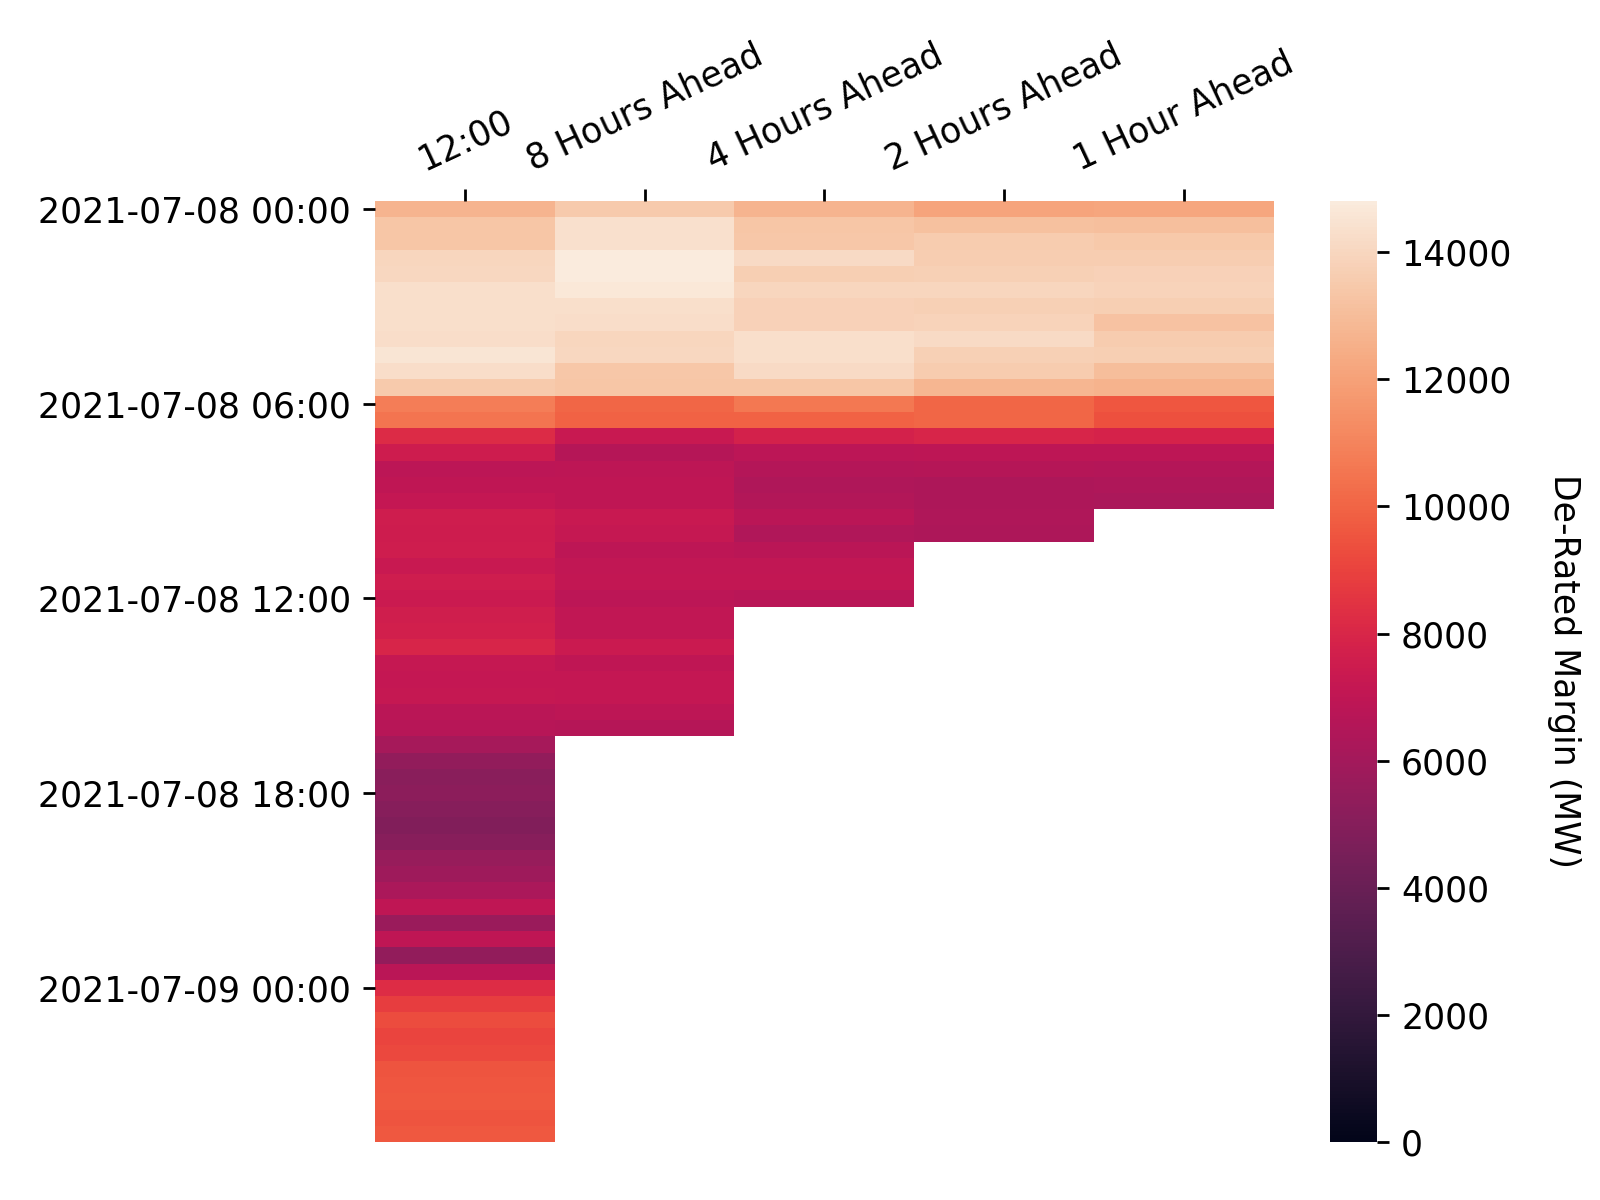 12:00
8 Hours Ahead
4 Hours Ahead
2 Hours Ahead
1 Hour Ahead
2021-07-08 00:00
2021-07-08 06:00
2021-07-08 12:00
2021-07-08 18:00
2021-07-09 00:00
14000
12000
10000
8000
6000
4000
2000
0
De-Rated Margin (MW)